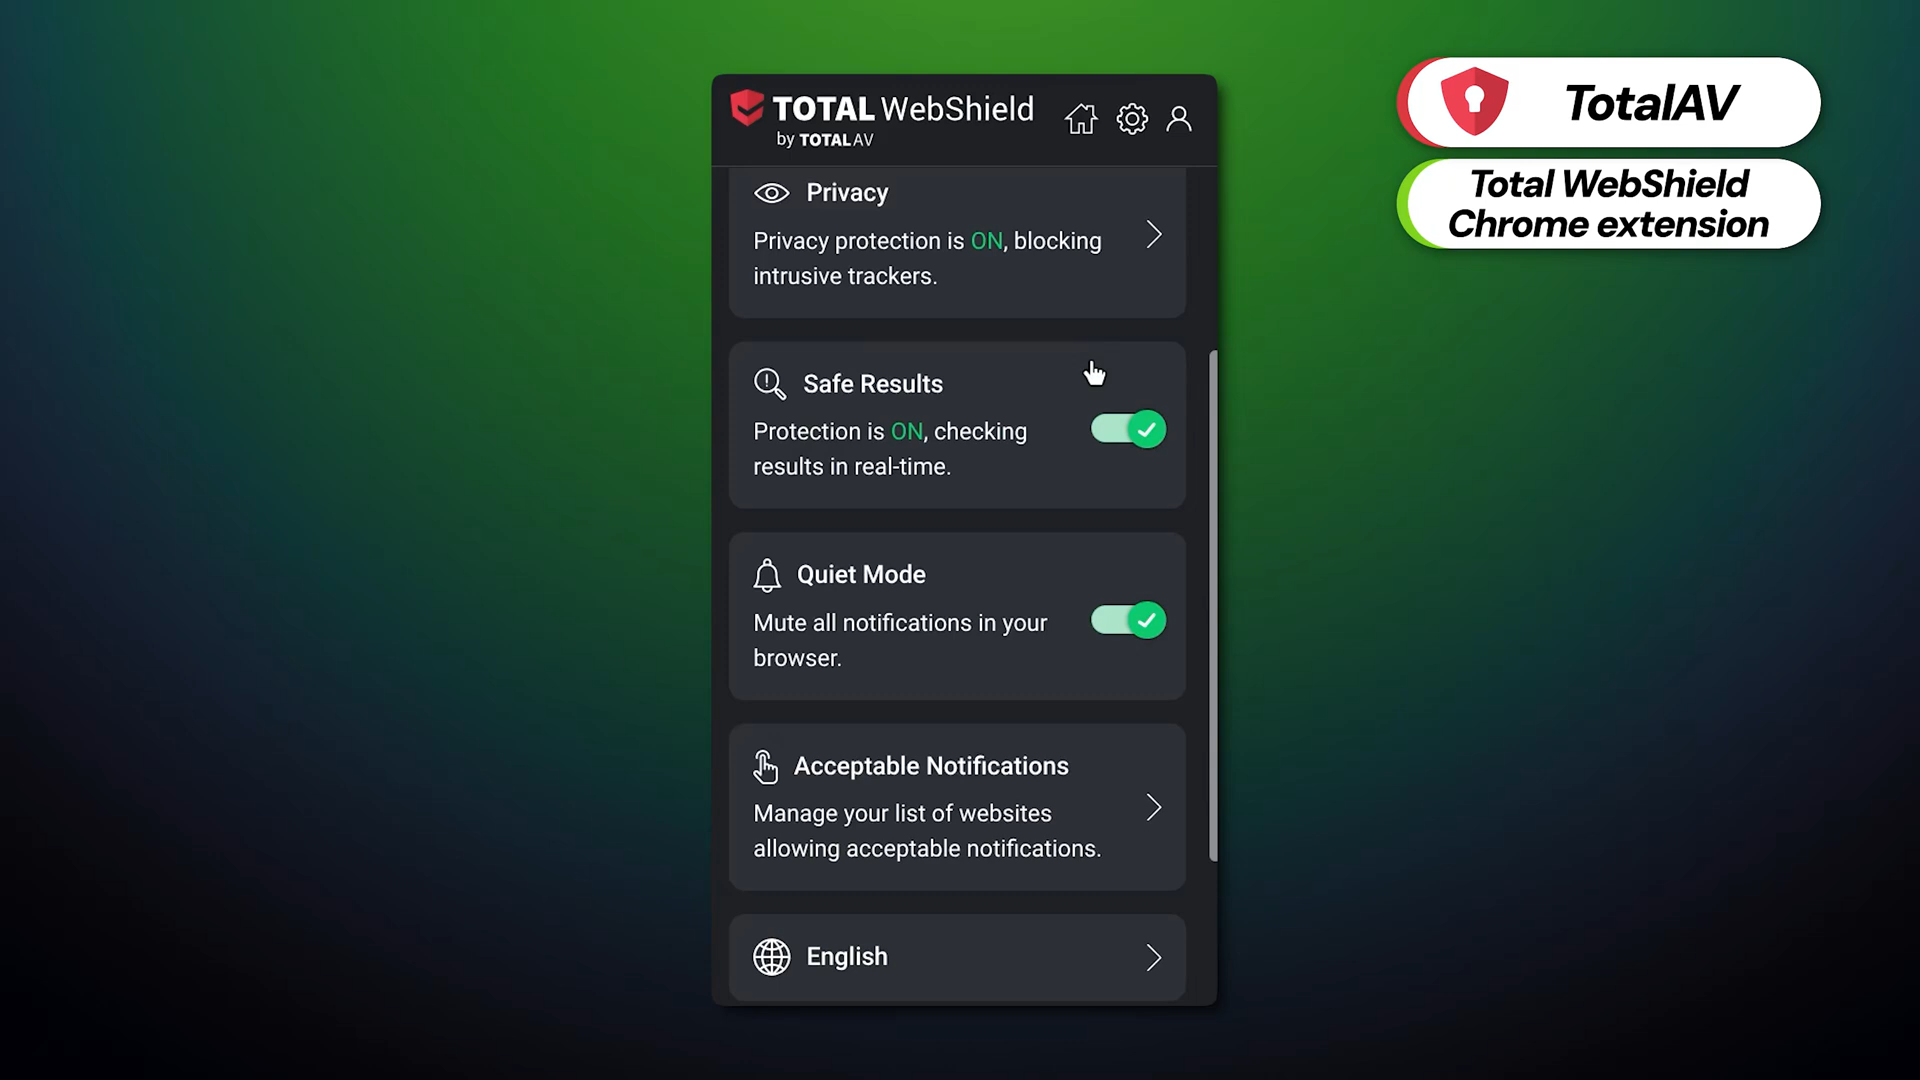 TOTAL WebShield
by TOTALAV
Privacy
Privacy protection is ON, blocking
intrusive trackers.
Safe Results
Protection is ON, checking
results in real-time.
Quiet Mode
Mute all notifications in your
browser.
Acceptable Notifications
Manage your list of websites
allowing acceptable notifications.
English
TotalAV
Total WebShield
Chrome extension